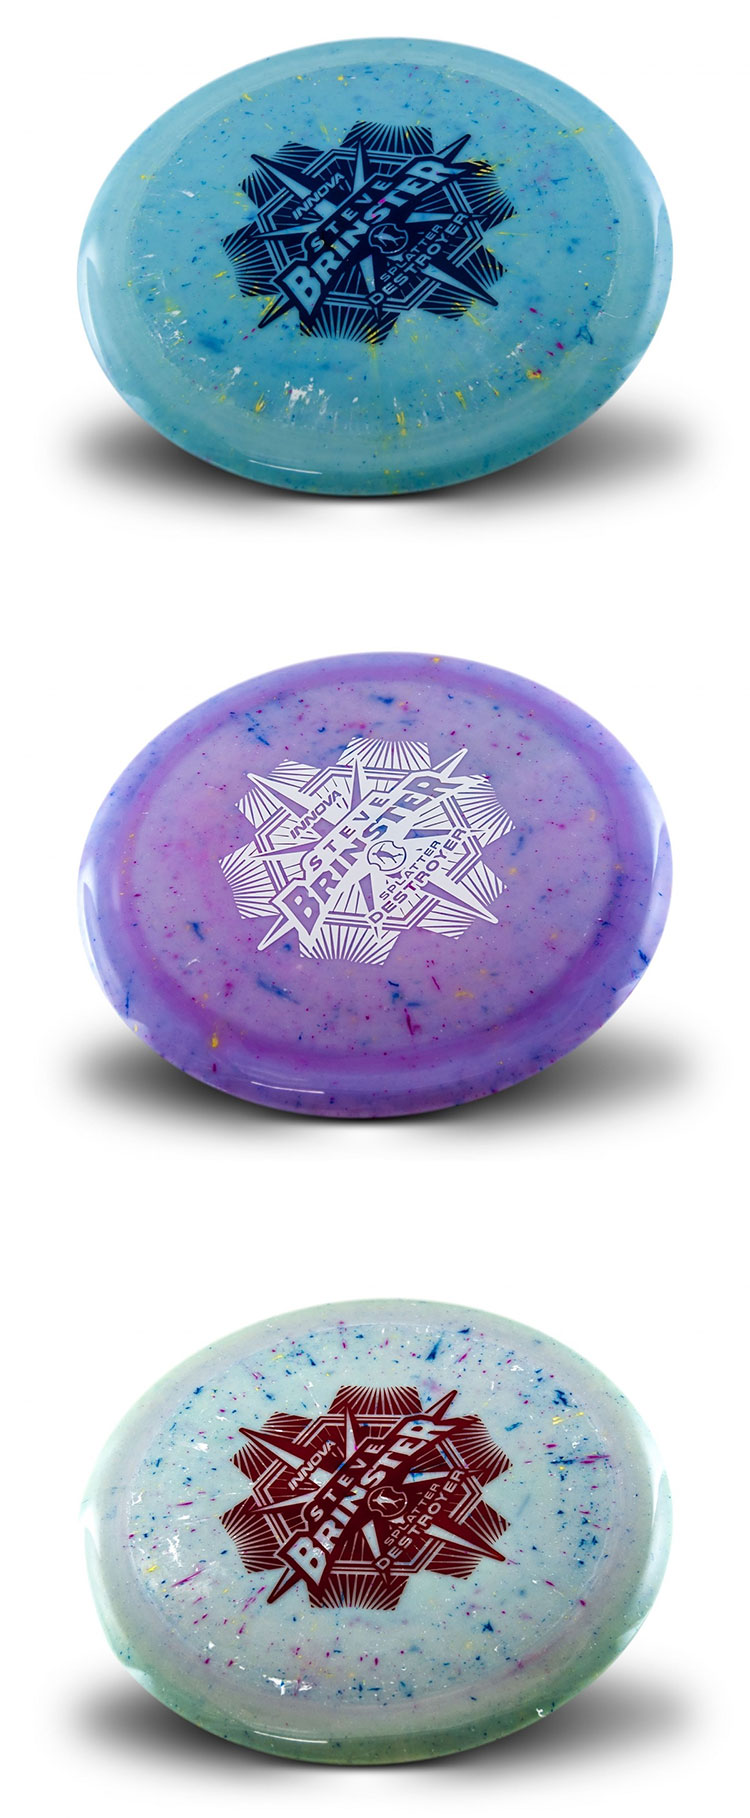 INNOVA
STEVE
BRINSTER
SPLATTER
DESTROYER
INNOVA
STEVE
BRINSTER
SPLATTER
DESTROYER
INNOVA
STEVE
BRINSTER
SPLATTER
DESTROYER